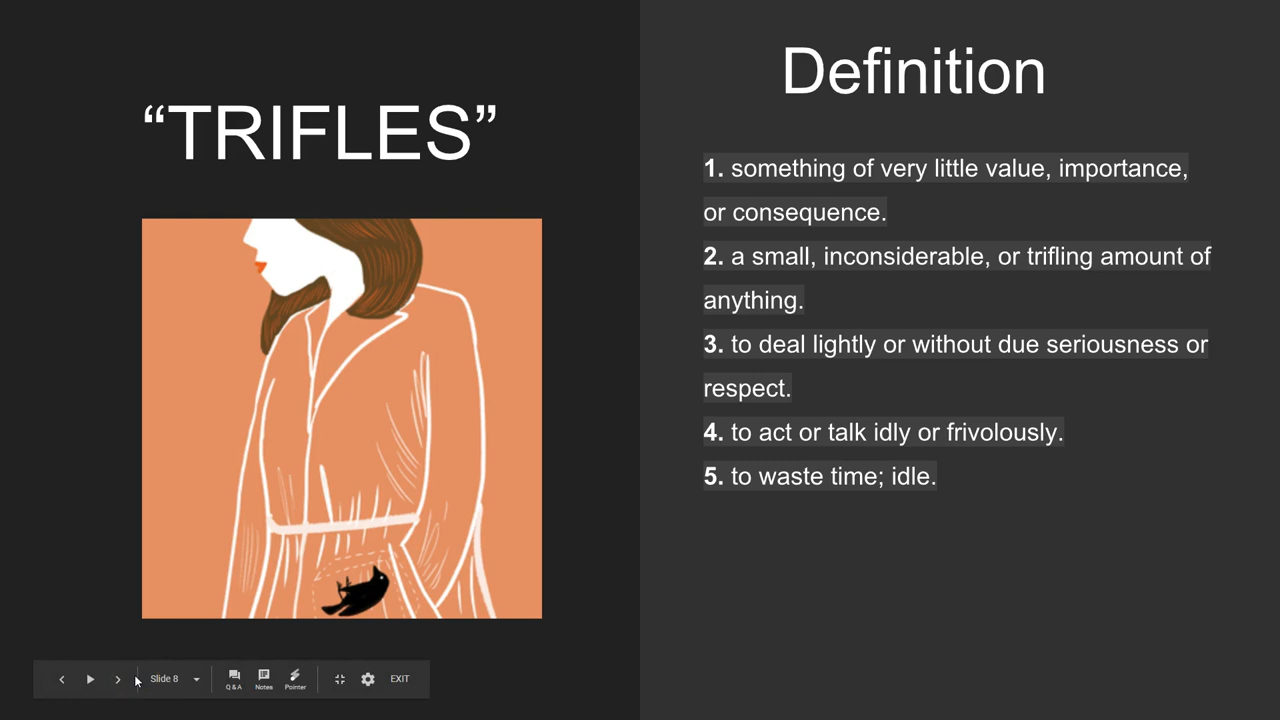 “TRIFLES”
Definition
1. something of very little value, importance,
or consequence.
2. a small, inconsiderable, or trifling amount of
anything.
3. to deal lightly or without due seriousness or
respect.
4. to act or talk idly or frivolously.
5. to waste time; idle.
Slide 8
Q & A
Notes
Pointer
EXIT